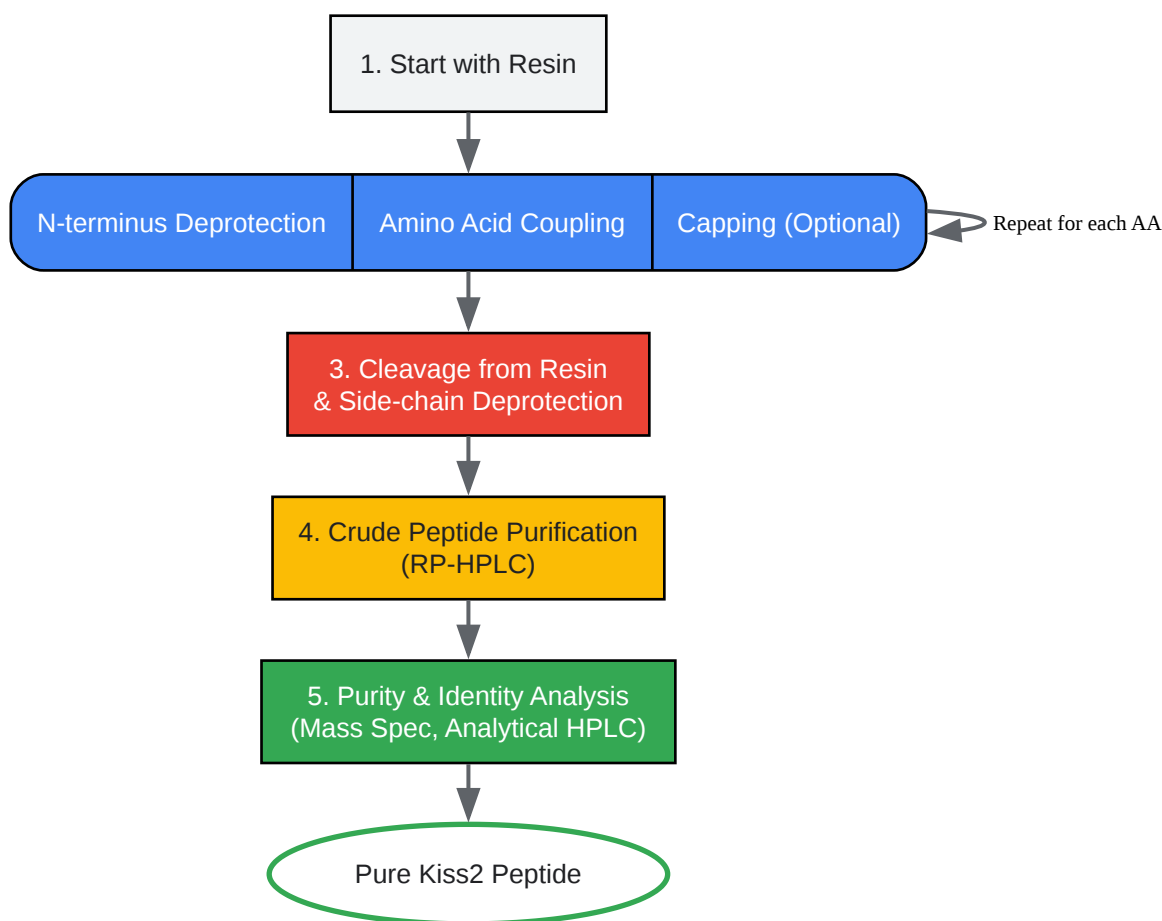 1. Start with Resin
N-terminus Deprotection
Amino Acid Coupling
Capping (Optional)
Repeat for each AA
3. Cleavage from Resin
& Side-chain Deprotection
4. Crude Peptide Purification
(RP-HPLC)
5. Purity & Identity Analysis
(Mass Spec, Analytical HPLC)
Pure Kiss2 Peptide